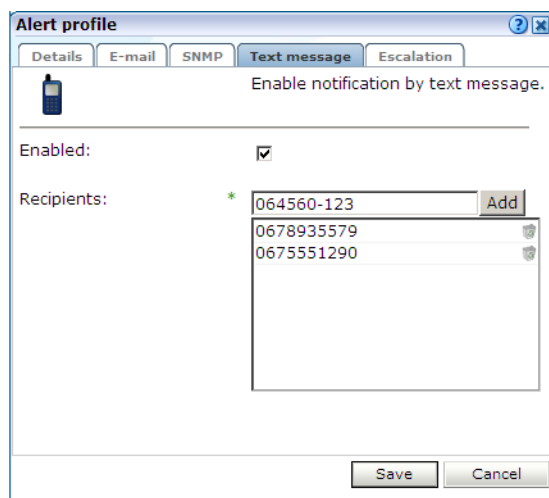 Alert profile
Details E-mail SNMP Text message Escalation
Enable notification by text message.
Enabled:
Recipients: * 064560-123 Add
0678935579
0675551290
Save Cancel